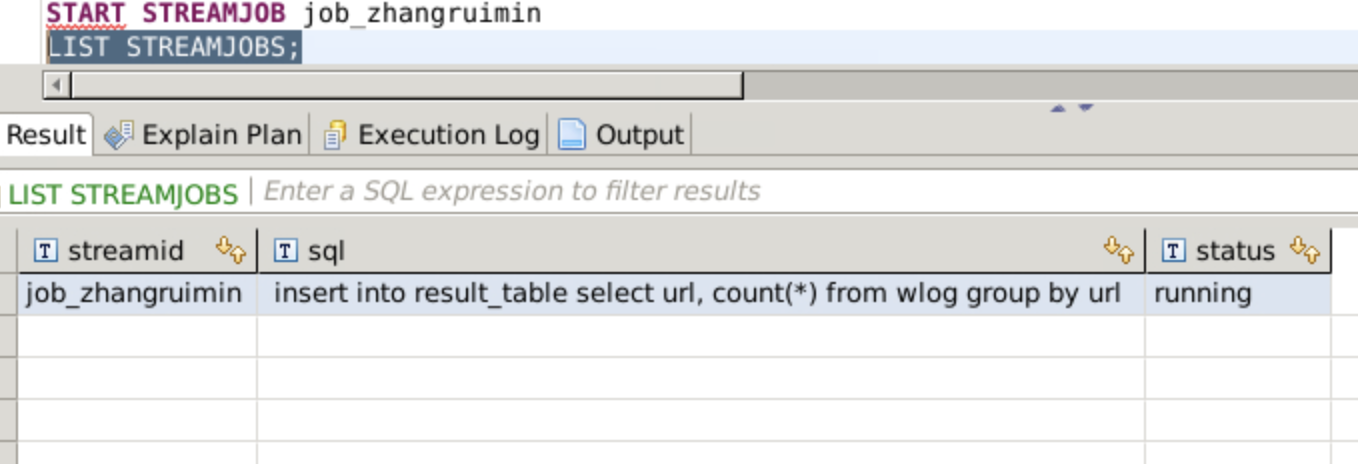 START STREAMJOB job_zhangruimin
LIST STREAMJOBS;
Result Explain Plan Execution Log Output
LIST STREAMJOBS Enter a SQL expression to filter results
T streamid T sql T status
job_zhangruimin insert into result_table select url, count(*) from wlog group by url running